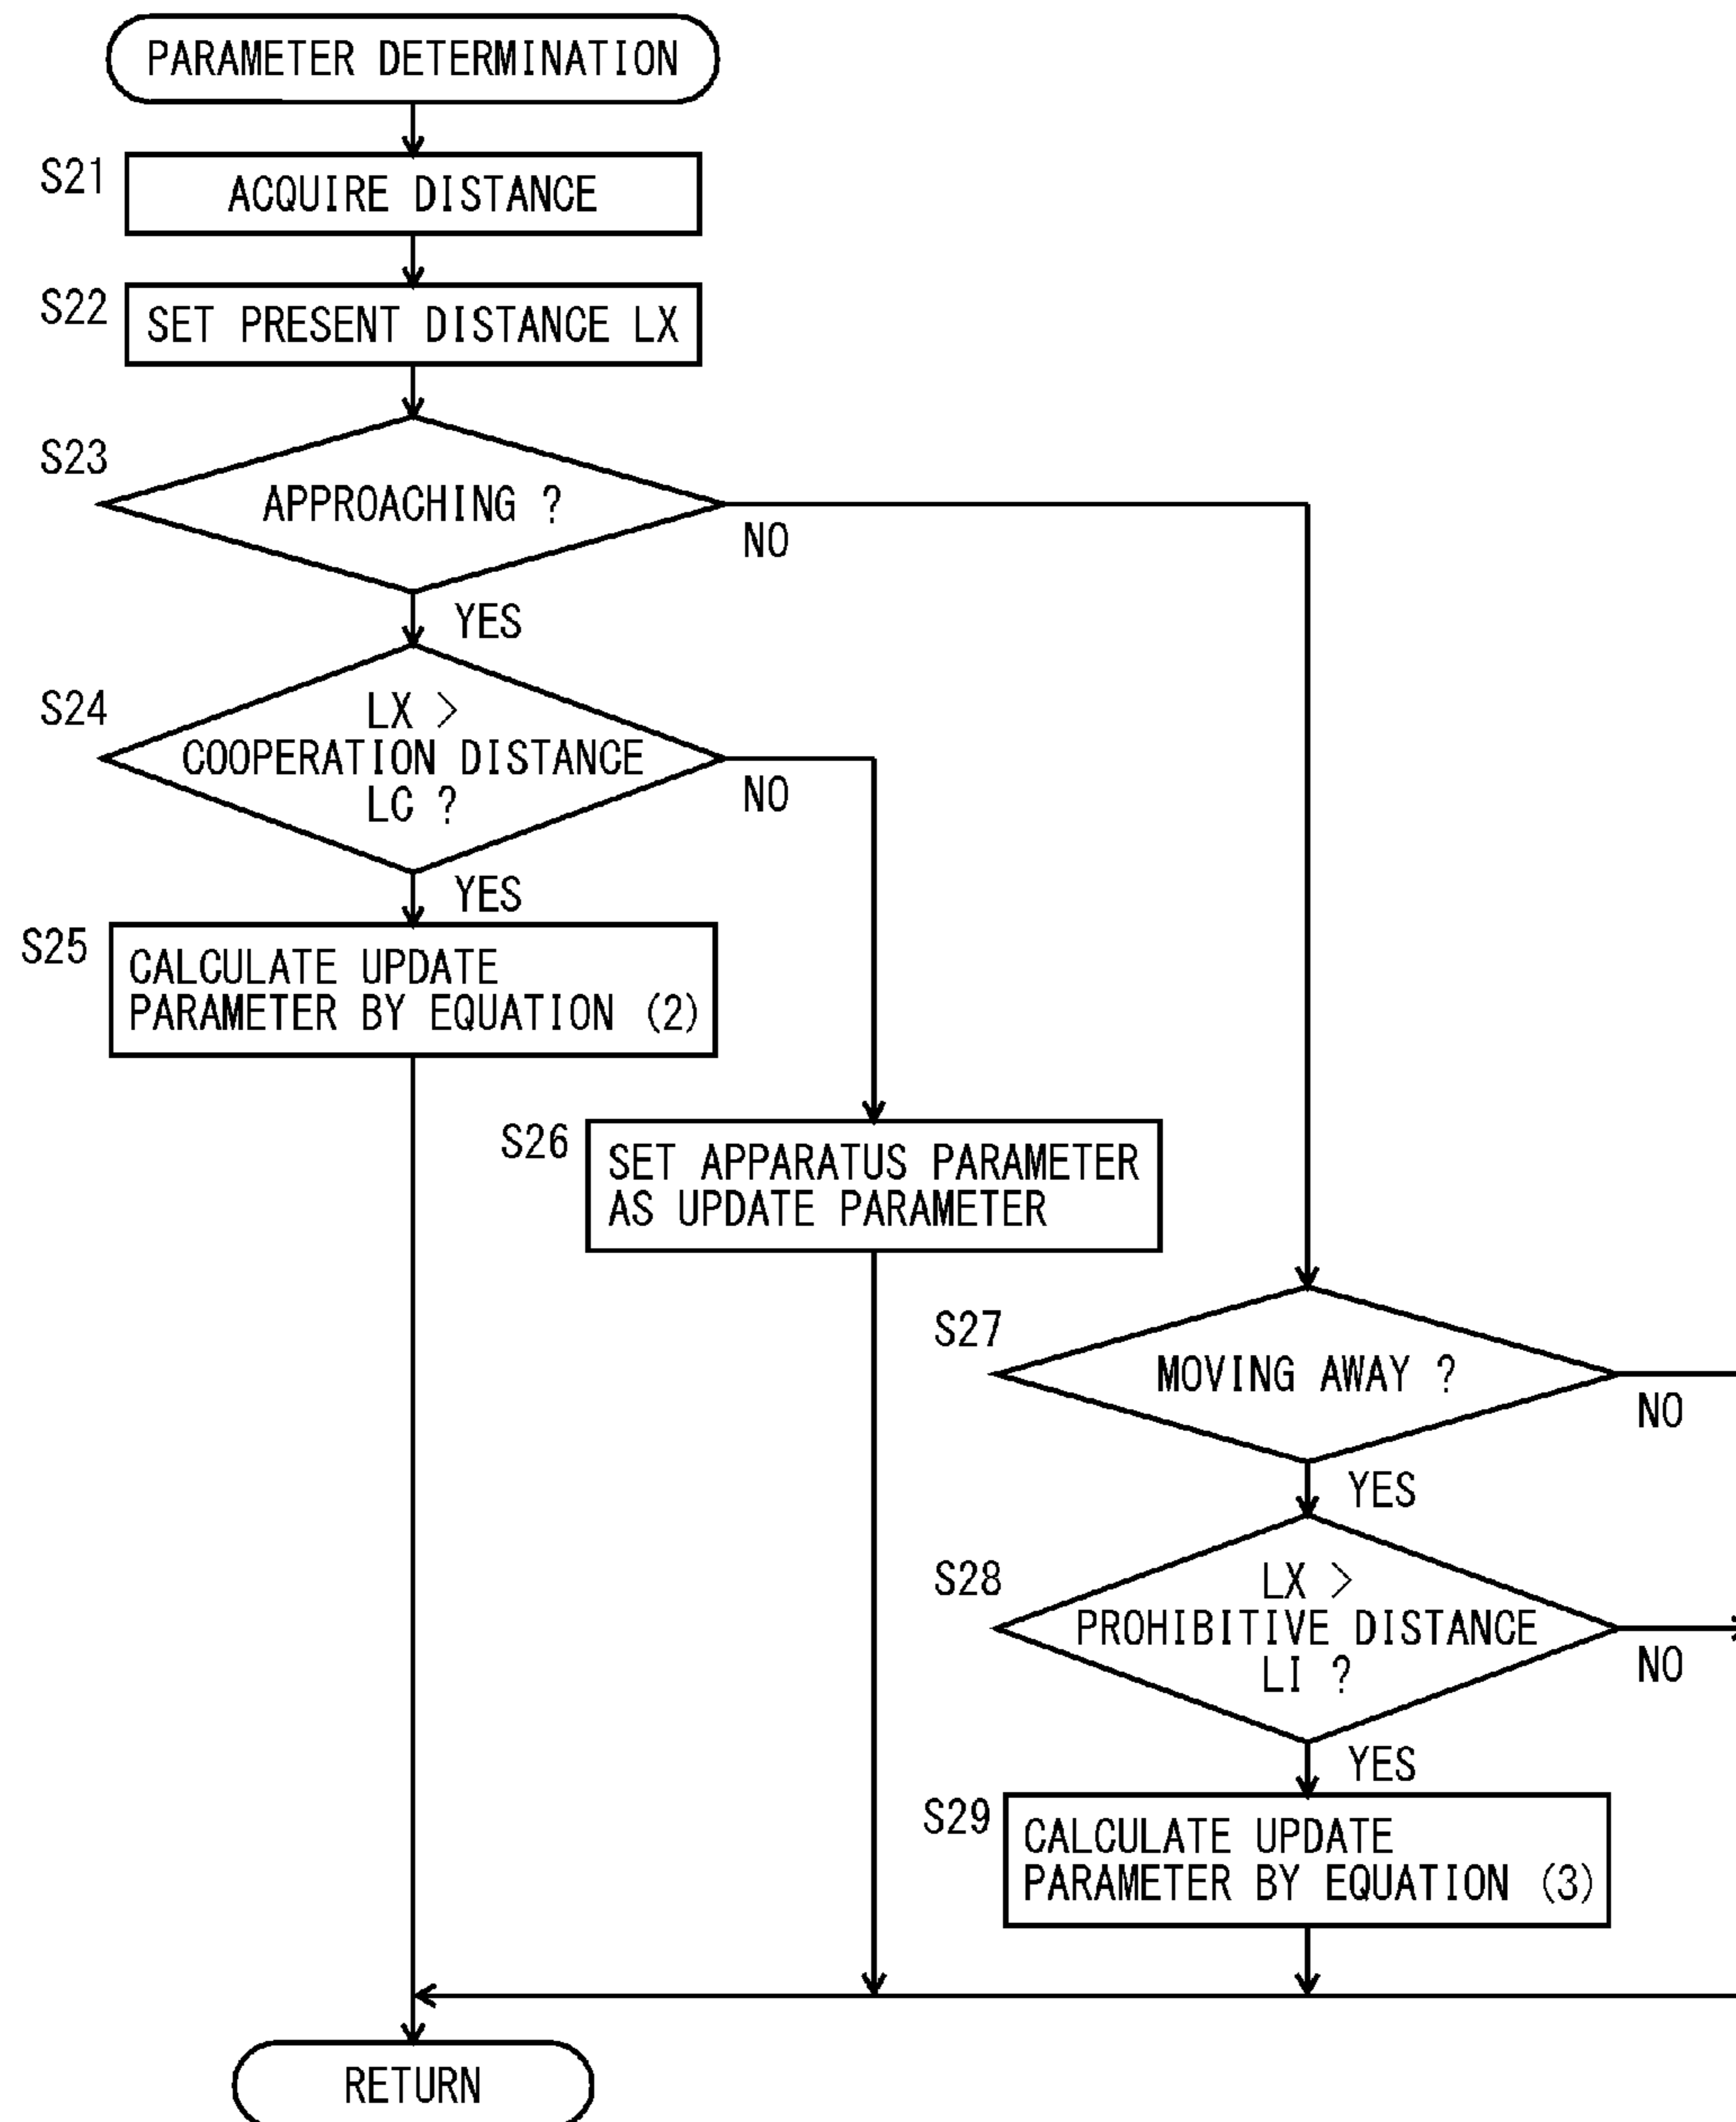 PARAMETER DETERMINATION
S21
ACQUIRE DISTANCE
S22
SET PRESENT DISTANCE LX
S23
APPROACHING ?
NO
YES
S24
LX >
COOPERATION DISTANCE
LC ?
NO
YES
S25
CALCULATE UPDATE
PARAMETER BY EQUATION (2)
S26
SET APPARATUS PARAMETER
AS UPDATE PARAMETER
S27
MOVING AWAY ?
NO
YES
S28
LX >
PROHIBITIVE DISTANCE
LI ?
NO
YES
S29
CALCULATE UPDATE
PARAMETER BY EQUATION (3)
RETURN